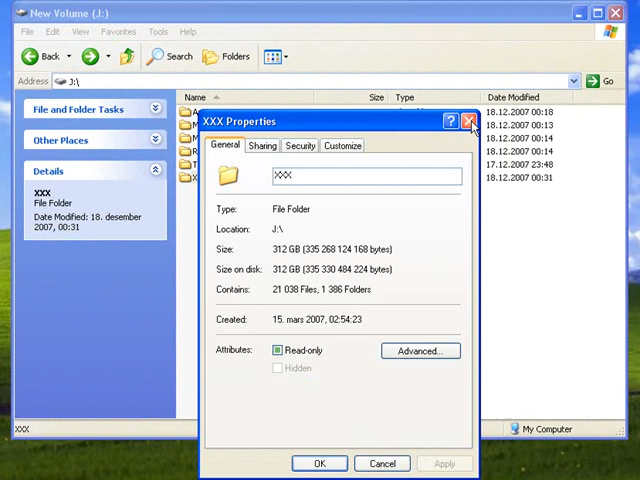 New Volume (J:)
File Edit View Favorites Tools Help
Back Search Folders
Address J:\ Go
File and Folder Tasks
Other Places
Details
XXX
File Folder
Date Modified: 18. desember
2007, 00:31
Name Size Type Date Modified
18.12.2007 00:18
18.12.2007 00:13
18.12.2007 00:14
18.12.2007 00:14
17.12.2007 23:48
18.12.2007 00:31
XXX Properties
General Sharing Security Customize
XXX
Type: File Folder
Location: J:\
Size: 312 GB (335 268 124 168 bytes)
Size on disk: 312 GB (335 330 484 224 bytes)
Contains: 21 038 Files, 1 386 Folders
Created: 15. mars 2007, 02:54:23
Attributes: Read-only Advanced...
Hidden
OK Cancel Apply
XXX My Computer